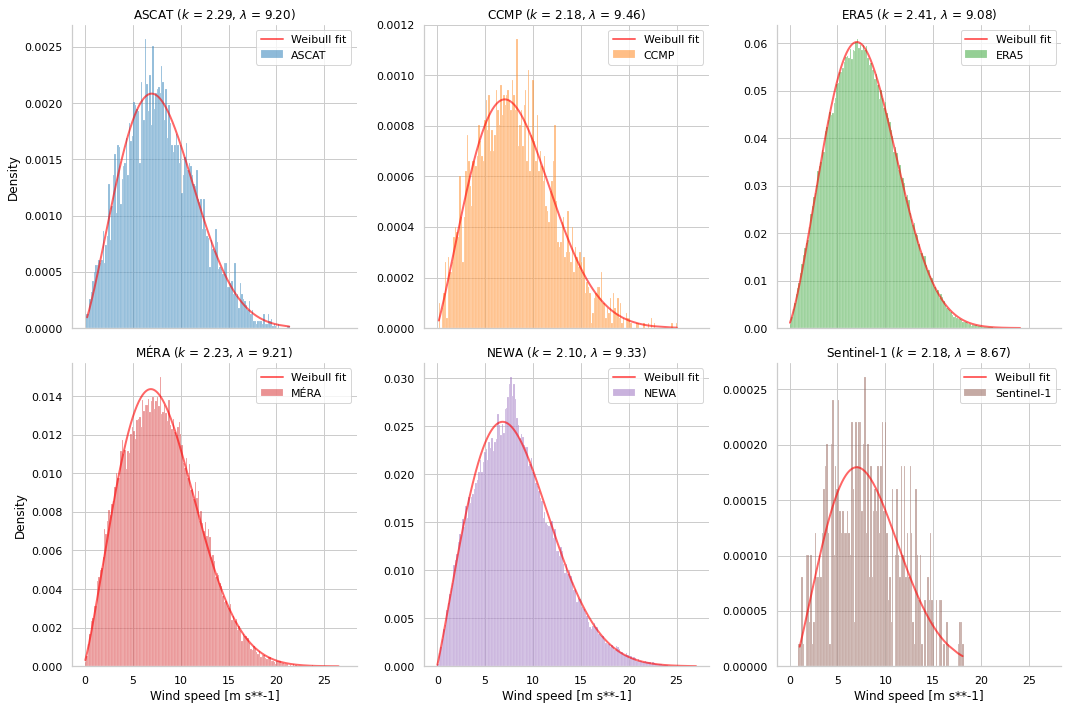 ASCAT (k = 2.29, λ = 9.20)
Weibull fit
ASCAT
Density
0.0025
0.0020
0.0015
0.0010
0.0005
0.0000
CCMP (k = 2.18, λ = 9.46)
Weibull fit
CCMP
0.0012
0.0010
0.0008
0.0006
0.0004
0.0002
0.0000
ERA5 (k = 2.41, λ = 9.08)
Weibull fit
ERA5
0.06
0.05
0.04
0.03
0.02
0.01
0.00
MÉRA (k = 2.23, λ = 9.21)
Weibull fit
MÉRA
Density
0.014
0.012
0.010
0.008
0.006
0.004
0.002
0.000
0 5 10 15 20 25
Wind speed [m s**-1]
NEWA (k = 2.10, λ = 9.33)
Weibull fit
NEWA
0.030
0.025
0.020
0.015
0.010
0.005
0.000
0 5 10 15 20 25
Wind speed [m s**-1]
Sentinel-1 (k = 2.18, λ = 8.67)
Weibull fit
Sentinel-1
0.00025
0.00020
0.00015
0.00010
0.00005
0.00000
0 5 10 15 20 25
Wind speed [m s**-1]